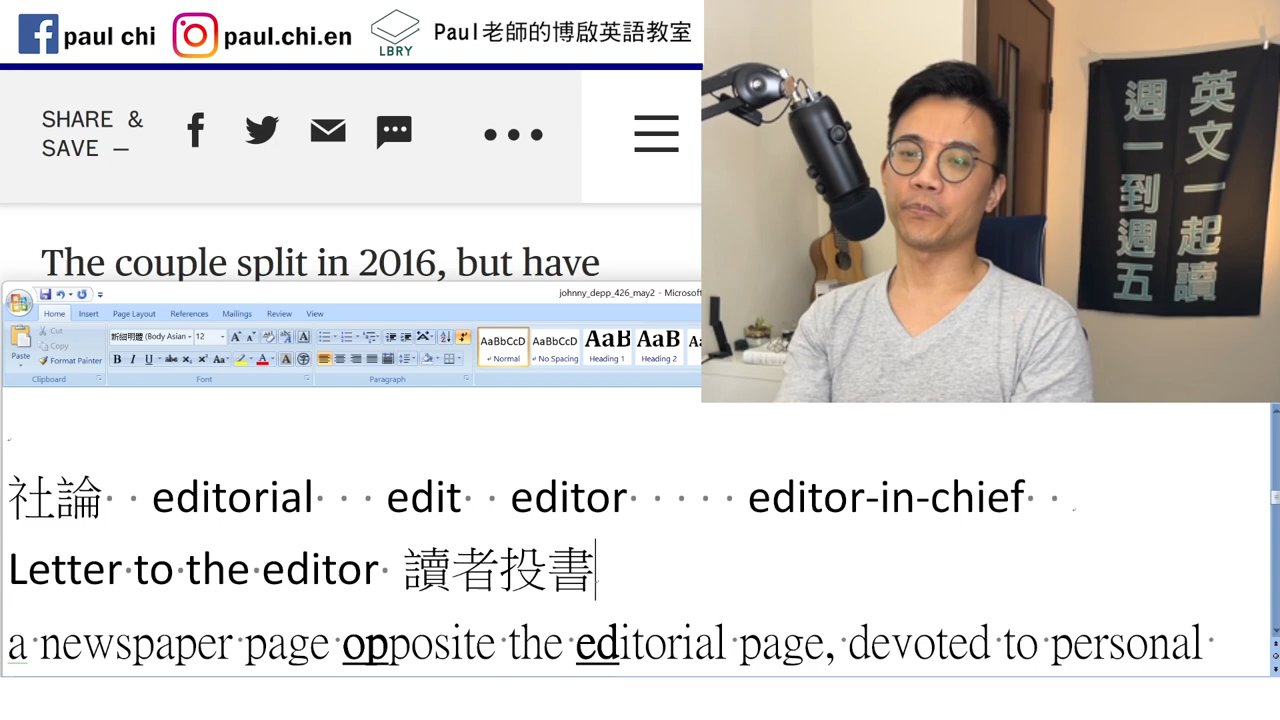 paul chi
paul.chi.en
LBRY
Paul老師的博啟英語教室
SHARE &
SAVE —
The couple split in 2016, but have
johnny_depp_426_may2 - Microsoft
Home Insert Page Layout References Mailings Review View
Paste
Cut
Copy
Format Painter
新細明體 (Body Asian
12
AaBbCcD
Normal
AaBbCcD
No Spacing
AaB
Heading 1
AaBb
Heading 2
Clipboard
Font
Paragraph
社論 editorial edit editor editor-in-chief
Letter to the editor 讀者投書
a newspaper page opposite the editorial page, devoted to personal
英文一起讀
週一到週五